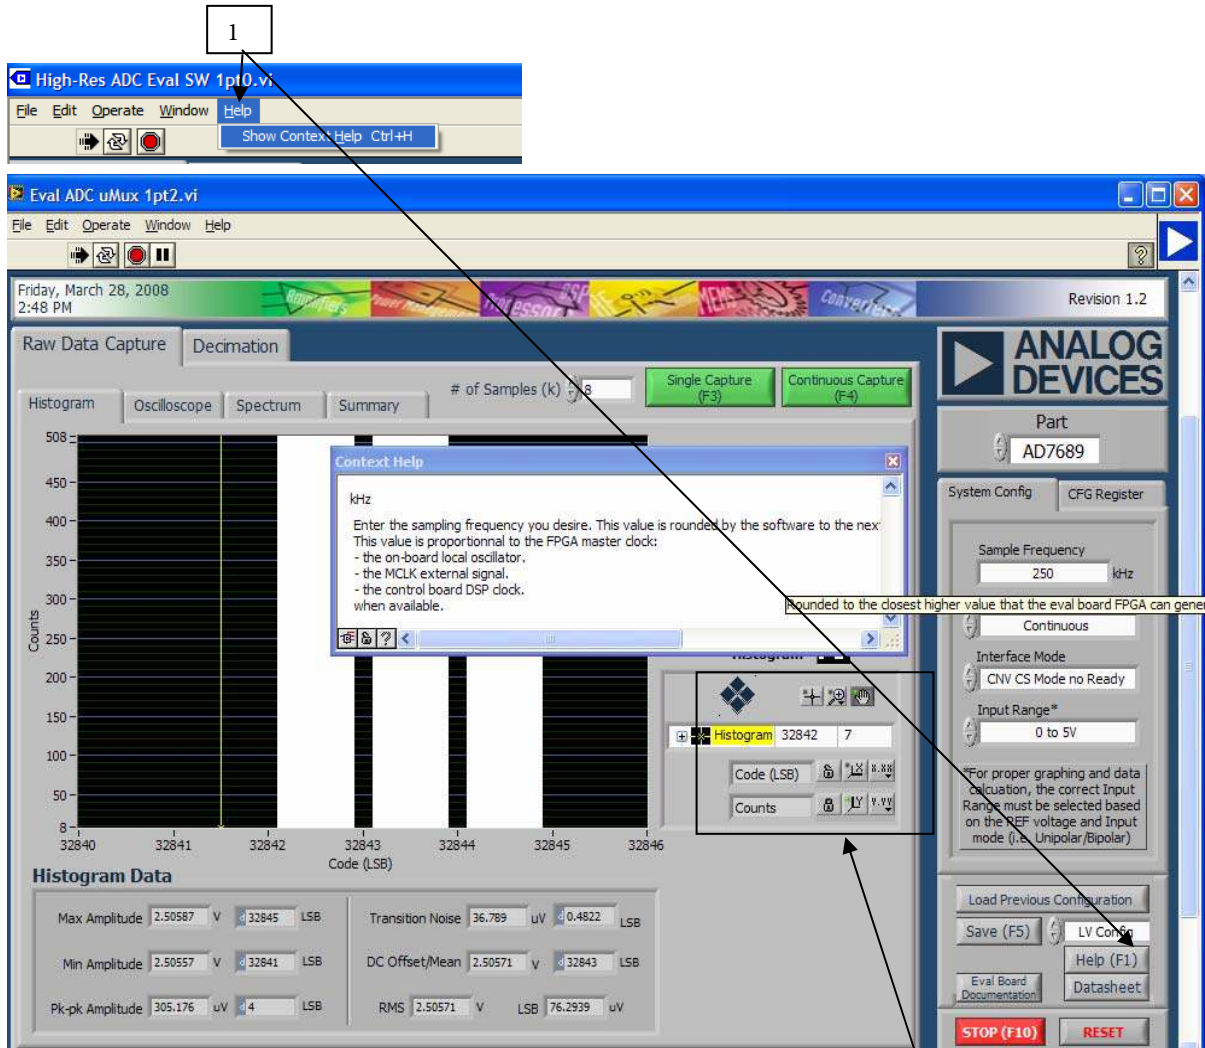 1
High-Res ADC Eval SW 1pt0.vi
File Edit Operate Window Help
Show Context Help Ctrl+H
Eval ADC uMux 1pt2.vi
File Edit Operate Window Help
Friday, March 28, 2008
2:48 PM
Amplifiers Power Management Processors DSP MEMS Converters
Revision 1.2
ANALOG
DEVICES
Raw Data Capture Decimation
# of Samples (k) 8
Single Capture
(F3)
Continuous Capture
(F4)
Histogram Oscilloscope Spectrum Summary
Part
AD7689
System Config CFG Register
Sample Frequency
250 kHz
Rounded to the closest higher value that the eval board FPGA can gener
Continuous
Interface Mode
CNV CS Mode no Ready
Input Range*
0 to 5V
*For proper graphing and data
calcuation, the correct Input
Range must be selected based
on the REF voltage and Input
mode (i.e. Unipolar/Bipolar)
Context Help
kHz
Enter the sampling frequency you desire. This value is rounded by the software to the nex
This value is proportionnal to the FPGA master clock:
- the on-board local oscillator.
- the MCLK external signal.
- the control board DSP clock.
when available.
Counts
508
450
400
350
300
250
200
150
100
50
8
32840 32841 32842 32843 32844 32845 32846
Code (LSB)
Histogram
Histogram 32842 7
Code (LSB) X X.XX
Counts Y Y.YY
Histogram Data
Max Amplitude 2.50587 V d 32845 LSB
Min Amplitude 2.50557 V d 32841 LSB
Pk-pk Amplitude 305.176 uV d 4 LSB
Transition Noise 36.789 uV d 0.4822 LSB
DC Offset/Mean 2.50571 V d 32843 LSB
RMS 2.50571 V LSB 76.2939 uV
Load Previous Configuration
Save (F5) LV Config
Help (F1)
Eval Board
Documentation
Datasheet
STOP (F10) RESET